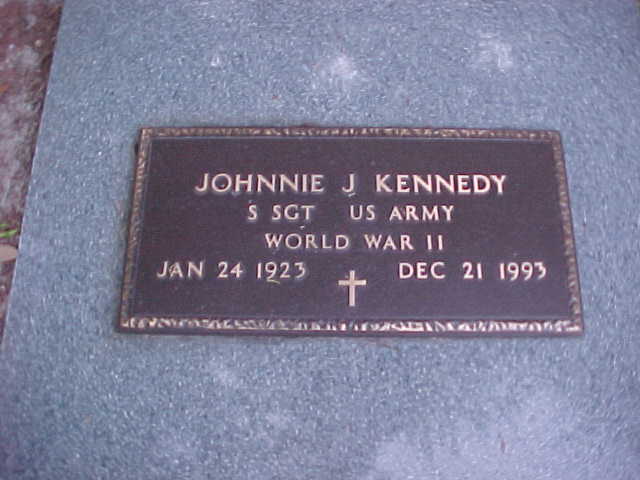 JOHNNIE J KENNEDY
S SGT US ARMY
WORLD WAR II
JAN 24 1923 DEC 21 1993